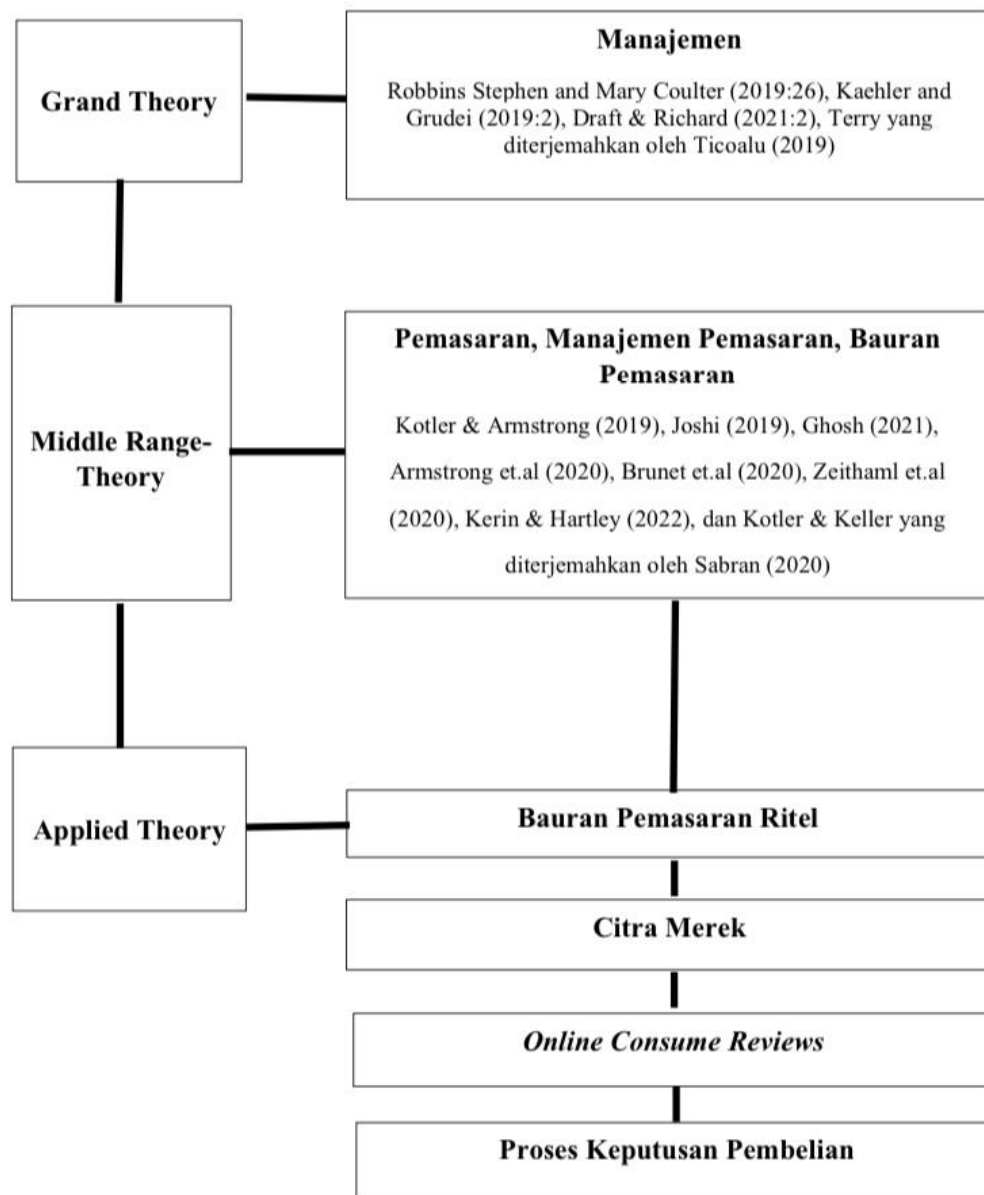 Grand Theory
Manajemen
Robbins Stephen and Mary Coulter (2019:26), Kaehler and
Grudei (2019:2), Draft & Richard (2021:2), Terry yang
diterjemahkan oleh Ticoalu (2019)
Middle Range-
Theory
Pemasaran, Manajemen Pemasaran, Bauran
Pemasaran
Kotler & Armstrong (2019), Joshi (2019), Ghosh (2021),
Armstrong et.al (2020), Brunet et.al (2020), Zeithaml et.al
(2020), Kerin & Hartley (2022), dan Kotler & Keller yang
diterjemahkan oleh Sabran (2020)
Applied Theory
Bauran Pemasaran Ritel
Citra Merek
Online Consume Reviews
Proses Keputusan Pembelian